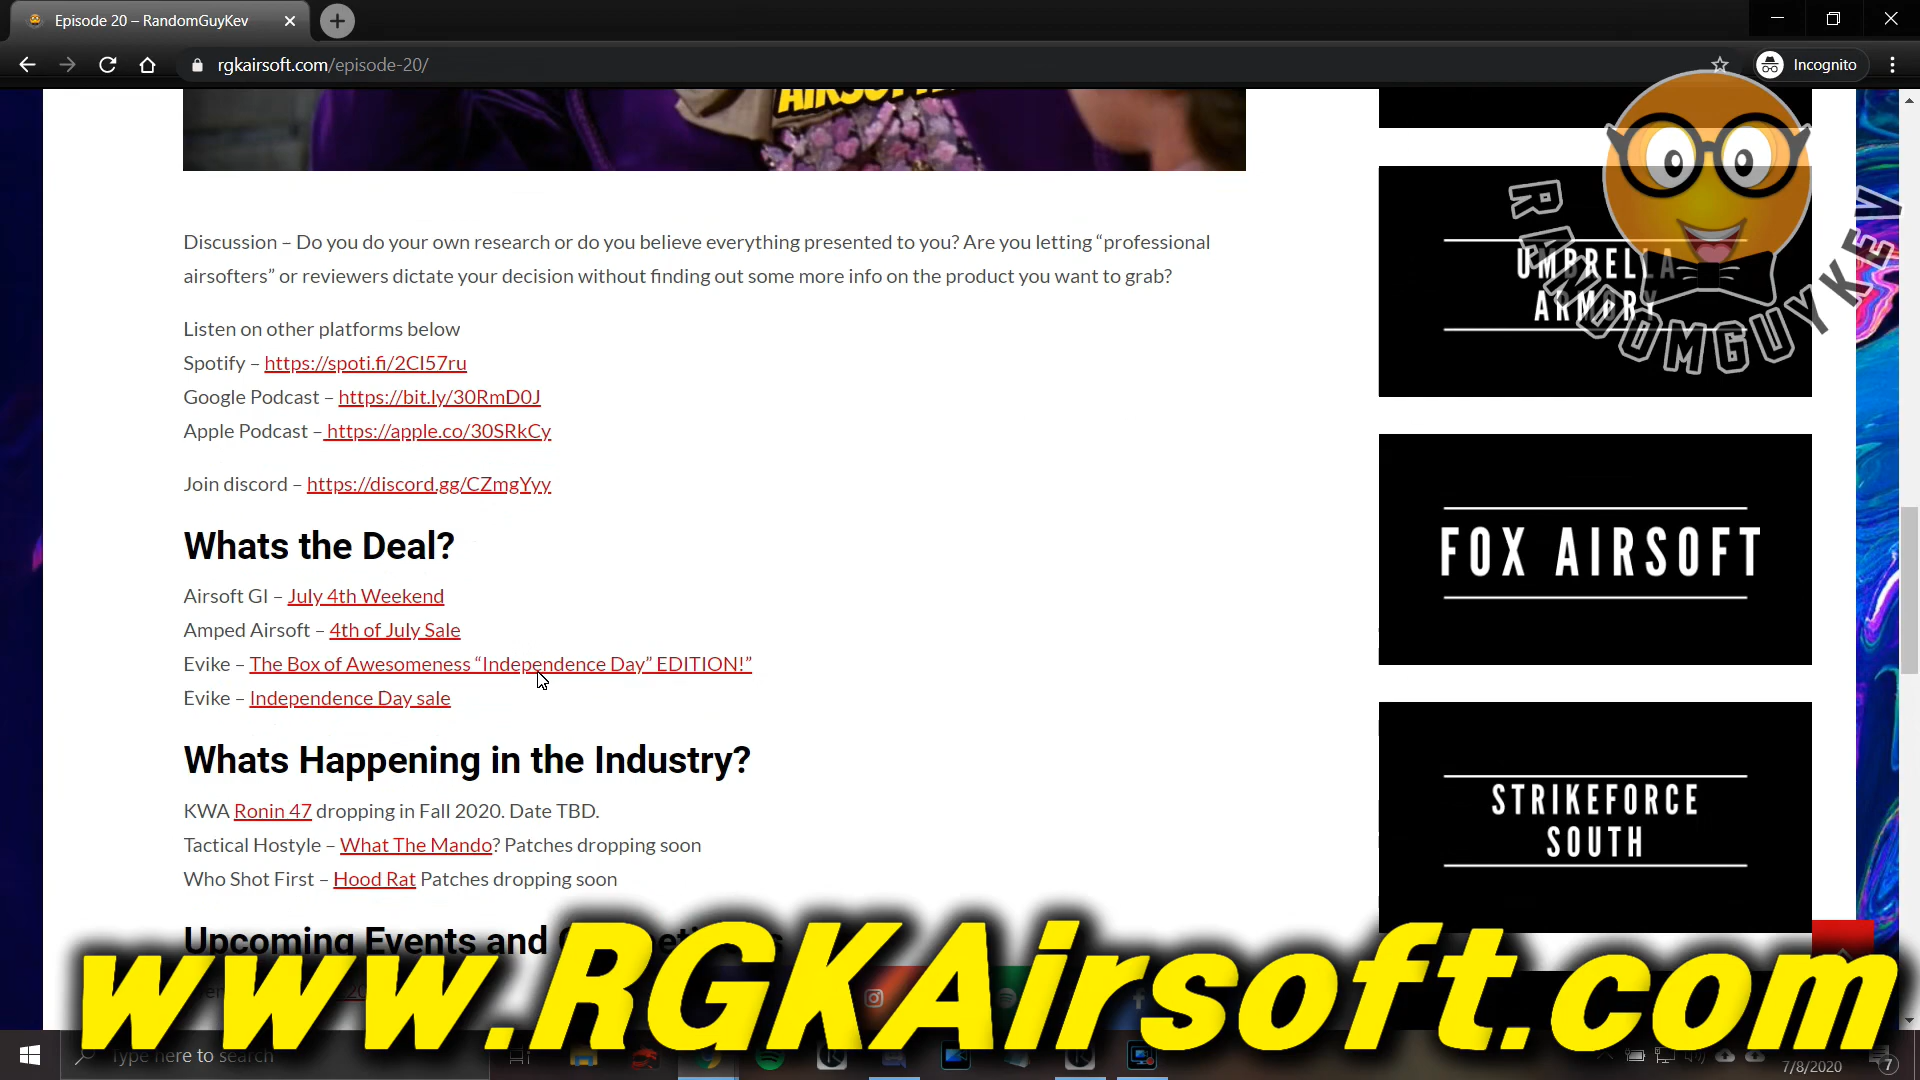 Episode 20 – RandomGuyKev
rgkairsoft.com/episode-20/
Incognito
Discussion – Do you do your own research or do you believe everything presented to you? Are you letting “professional
airsofters” or reviewers dictate your decision without finding out some more info on the product you want to grab?
Listen on other platforms below
Spotify – https://spoti.fi/2CI57ru
Google Podcast – https://bit.ly/30RmD0J
Apple Podcast – https://apple.co/30SRkCy
Join discord – https://discord.gg/CZmgYyy
Whats the Deal?
Airsoft GI – July 4th Weekend
Amped Airsoft – 4th of July Sale
Evike – The Box of Awesomeness “Independence Day” EDITION!”
Evike – Independence Day sale
Whats Happening in the Industry?
KWA Ronin 47 dropping in Fall 2020. Date TBD.
Tactical Hostyle – What The Mando? Patches dropping soon
Who Shot First – Hood Rat Patches dropping soon
Upcoming Events and
UMBRELLA
ARMORY
RANDOMGUYKEV
FOX AIRSOFT
STRIKEFORCE
SOUTH
www.RGKAirsoft.com
Type here to search
7/8/2020
7